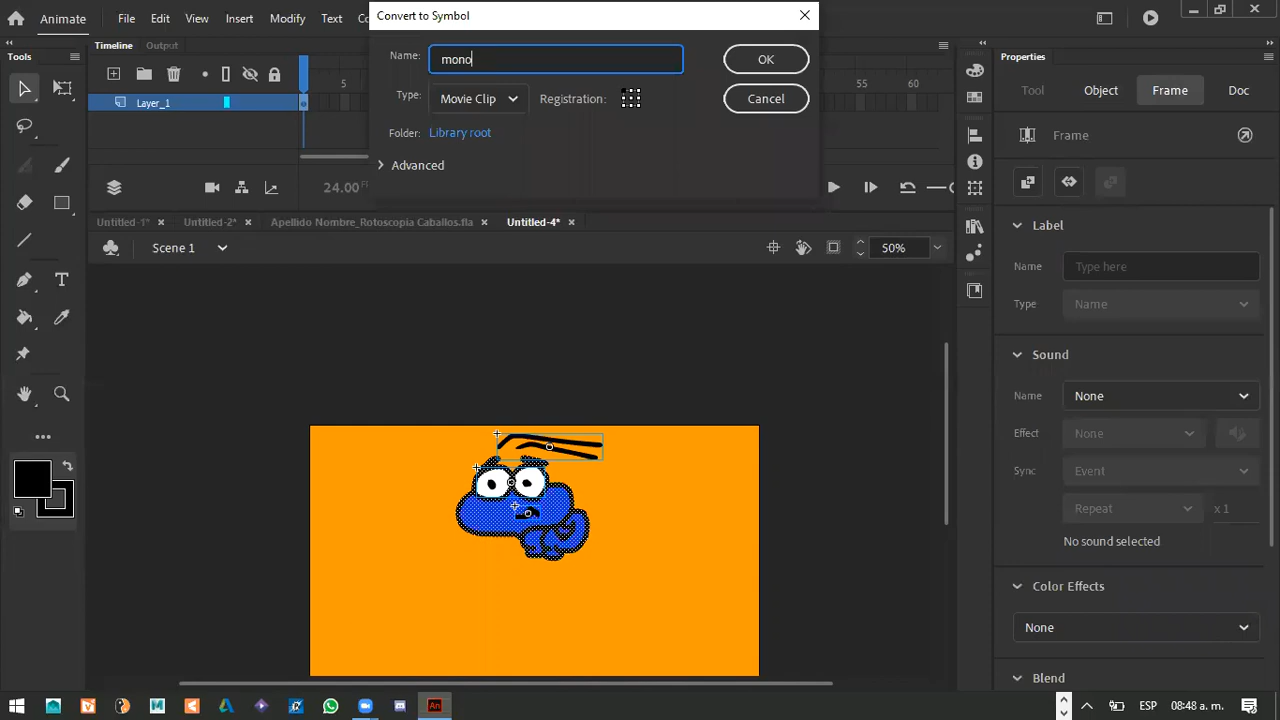 Animate
File
Edit
View
Insert
Modify
Text
Convert to Symbol
Name:
mono
OK
Type:
Movie Clip
Registration:
Cancel
Folder:
Library root
Advanced
Timeline
Output
Tools
5
55
60
Layer_1
24.00
Untitled-1*
Untitled-2*
Apellido Nombre_Rotoscopia Caballos.fla
Untitled-4*
Scene 1
50%
Properties
Tool
Object
Frame
Doc
Frame
Label
Name
Type here
Type
Name
Sound
Name
None
Effect
None
Sync
Event
Repeat
x 1
No sound selected
Color Effects
None
Blend
An
ESP
08:48 a. m.